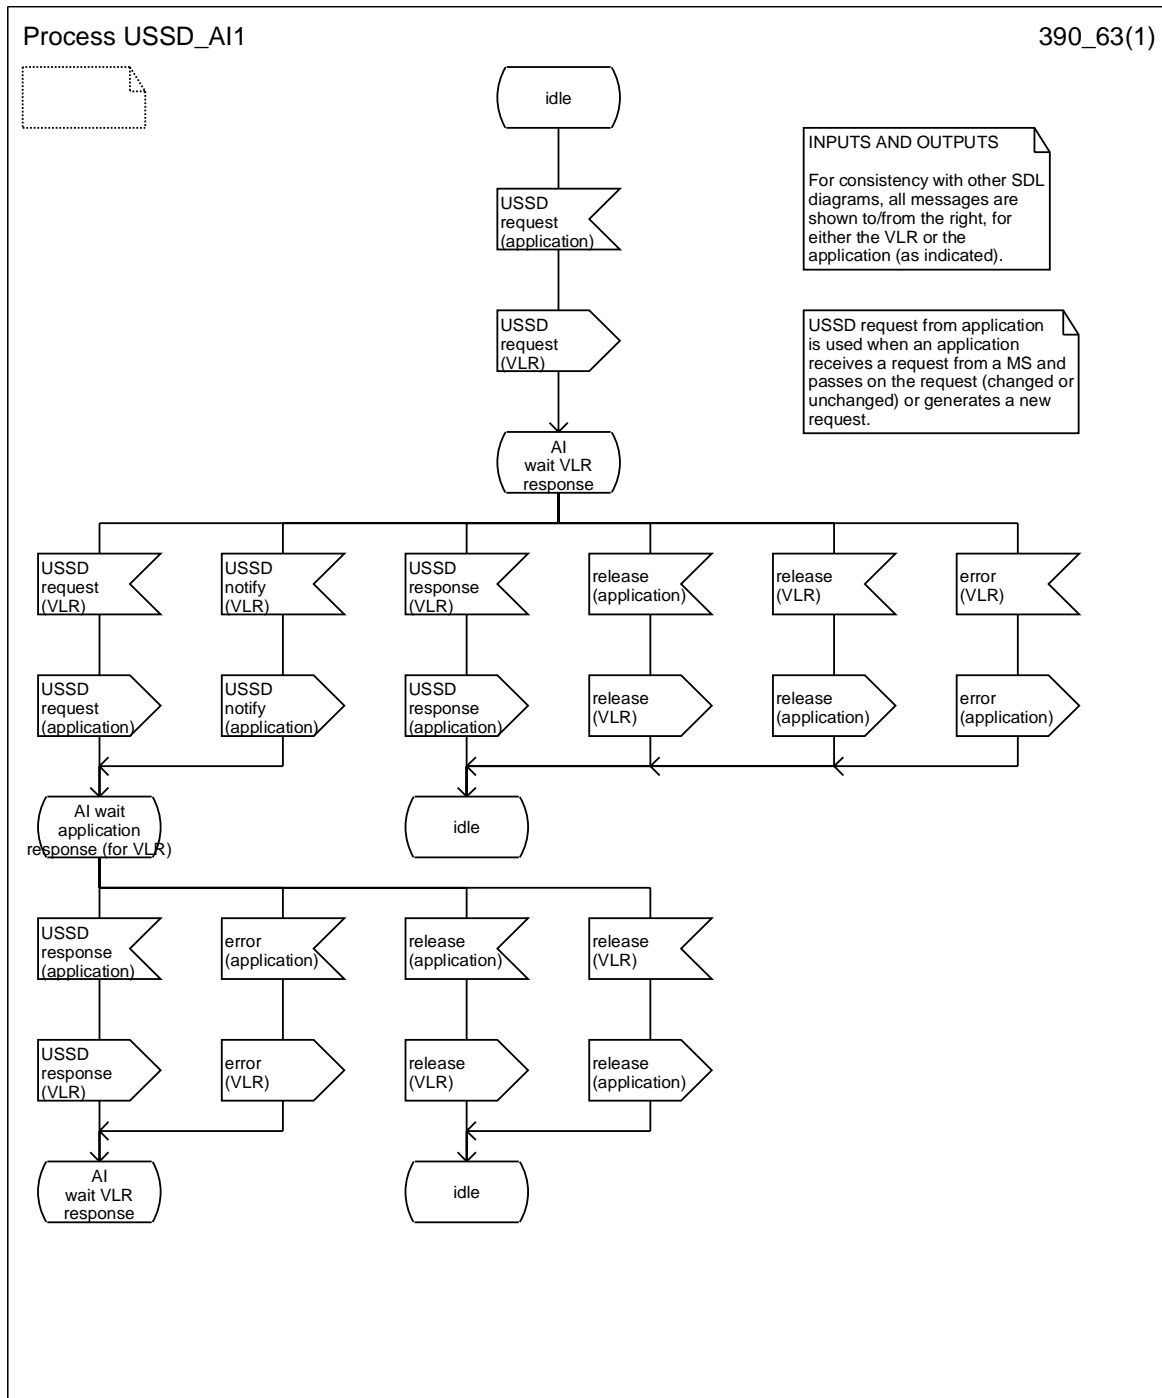 Process USSD_AI1
390_63(1)
idle
INPUTS AND OUTPUTS
For consistency with other SDL
diagrams, all messages are
shown to/from the right, for
either the VLR or the
application (as indicated).
USSD
request
(application)
USSD
request
(VLR)
USSD request from application
is used when an application
receives a request from a MS and
passes on the request (changed or
unchanged) or generates a new
request.
AI
wait VLR
response
USSD
request
(VLR)
USSD
notify
(VLR)
USSD
response
(VLR)
release
(application)
release
(VLR)
error
(VLR)
USSD
request
(application)
USSD
notify
(application)
USSD
response
(application)
release
(VLR)
release
(application)
error
(application)
AI wait
application
response (for VLR)
idle
USSD
response
(application)
error
(application)
release
(application)
release
(VLR)
USSD
response
(VLR)
error
(VLR)
release
(VLR)
release
(application)
AI
wait VLR
response
idle